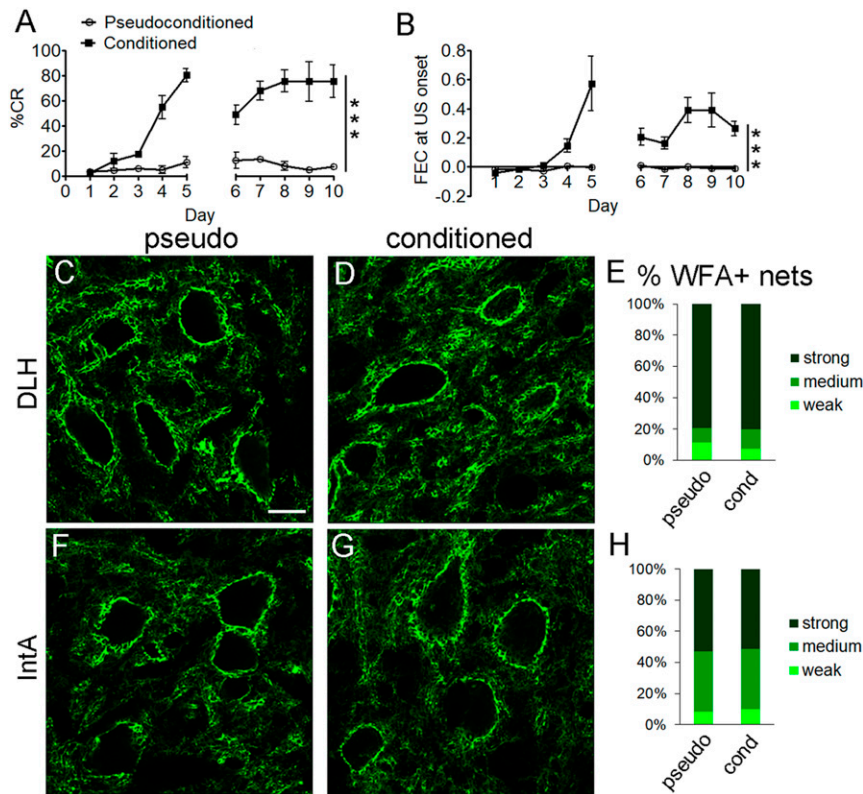 A
Pseudoconditioned
Conditioned
%CR
100
80
60
40
20
0
0 1 2 3 4 5 6 7 8 9 10
Day
***
B
FEC at US onset
0.8
0.6
0.4
0.2
0.0
-0.2
1 2 3 4 5 6 7 8 9 10
Day
***
pseudo conditioned
DLH
C
D
E % WFA+ nets
100%
80%
60%
40%
20%
0%
strong
medium
weak
pseudo cond
IntA
F
G
H
100%
80%
60%
40%
20%
0%
strong
medium
weak
pseudo cond